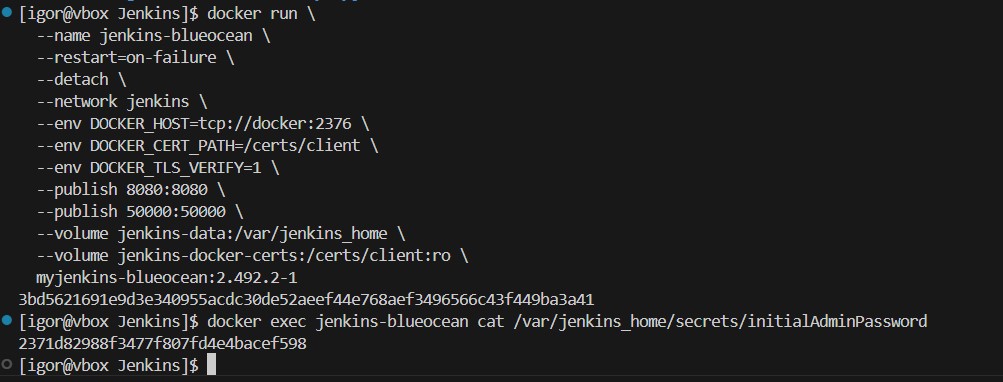 [igor@vbox Jenkins]$ docker run \
--name jenkins-blueocean \
--restart=on-failure \
--detach \
--network jenkins \
--env DOCKER_HOST=tcp://docker:2376 \
--env DOCKER_CERT_PATH=/certs/client \
--env DOCKER_TLS_VERIFY=1 \
--publish 8080:8080 \
--publish 50000:50000 \
--volume jenkins-data:/var/jenkins_home \
--volume jenkins-docker-certs:/certs/client:ro \
myjenkins-blueocean:2.492.2-1
3bd5621691e9d3e340955acdc30de52aeef44e768aef3496566c43f449ba3a41
[igor@vbox Jenkins]$ docker exec jenkins-blueocean cat /var/jenkins_home/secrets/initialAdminPassword
2371d82988f3477f807fd4e4bacef598
[igor@vbox Jenkins]$